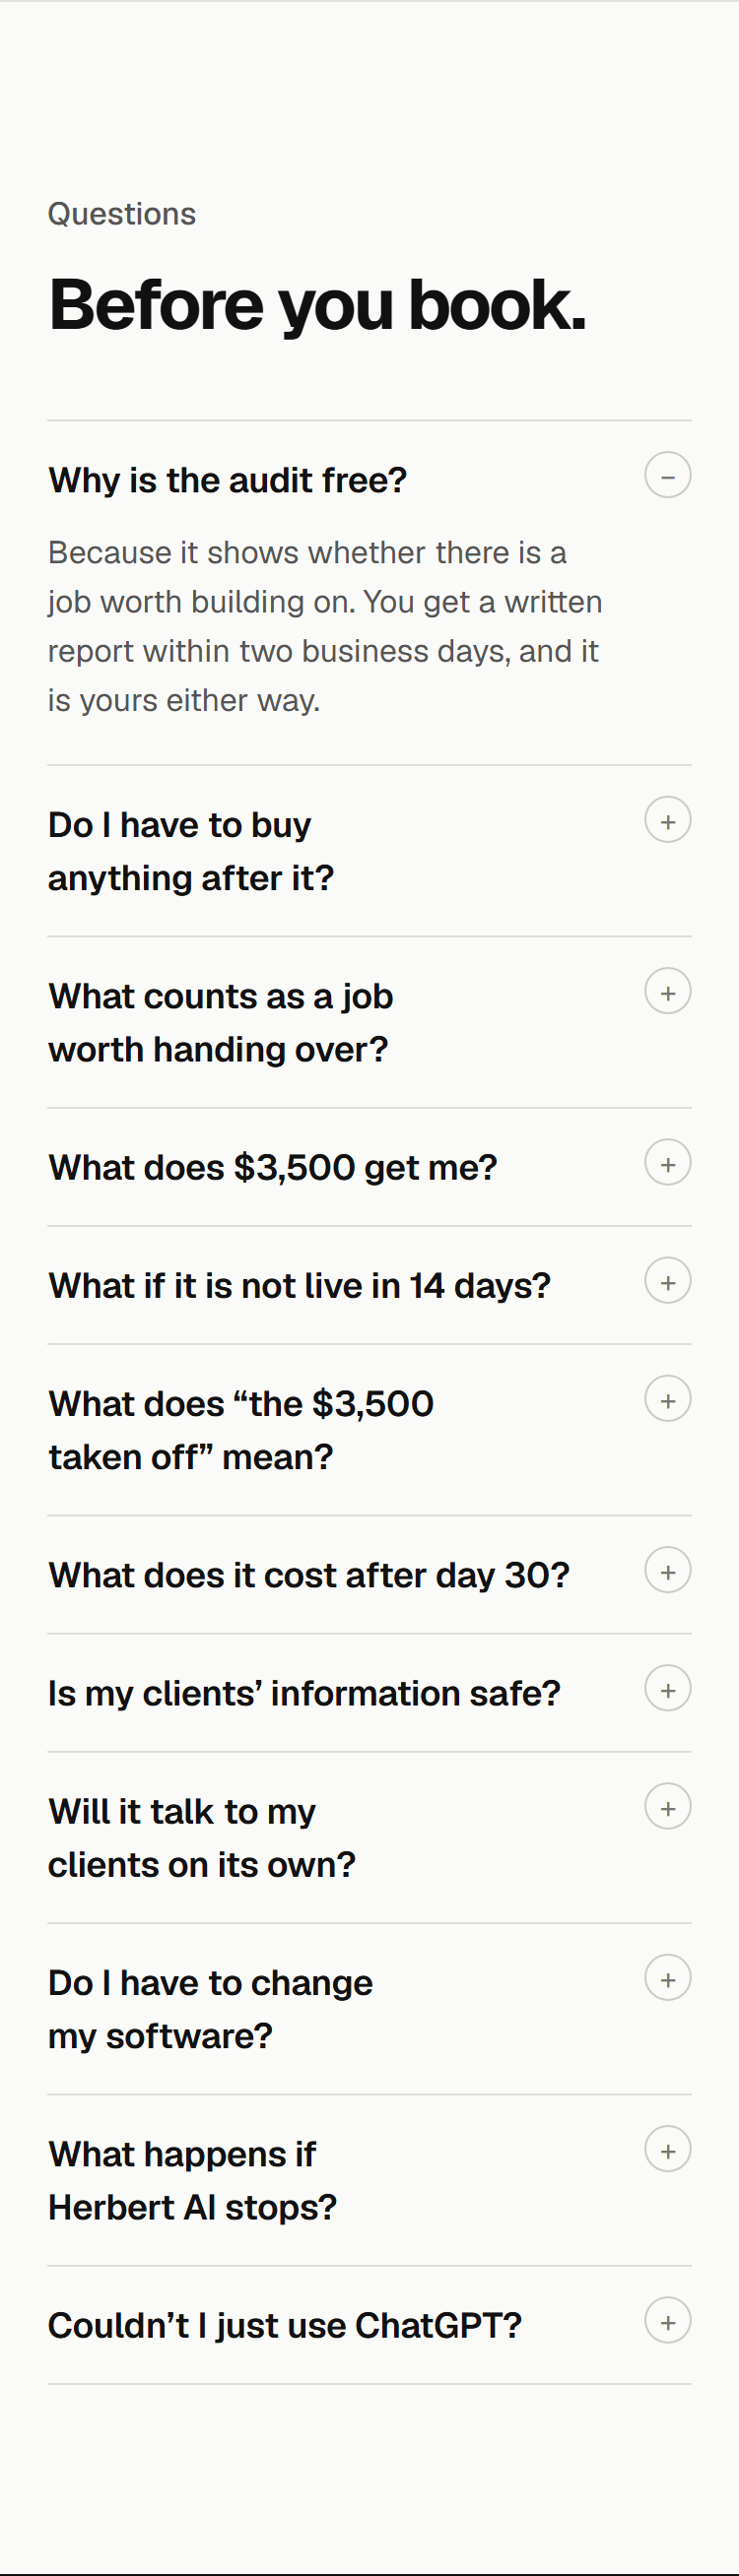 Questions
Before you book.
Why is the audit free?
−
Because it shows whether there is a
job worth building on. You get a written
report within two business days, and it
is yours either way.
Do I have to buy
anything after it?
+
What counts as a job
worth handing over?
+
What does $3,500 get me?
+
What if it is not live in 14 days?
+
What does “the $3,500
taken off” mean?
+
What does it cost after day 30?
+
Is my clients’ information safe?
+
Will it talk to my
clients on its own?
+
Do I have to change
my software?
+
What happens if
Herbert AI stops?
+
Couldn’t I just use ChatGPT?
+